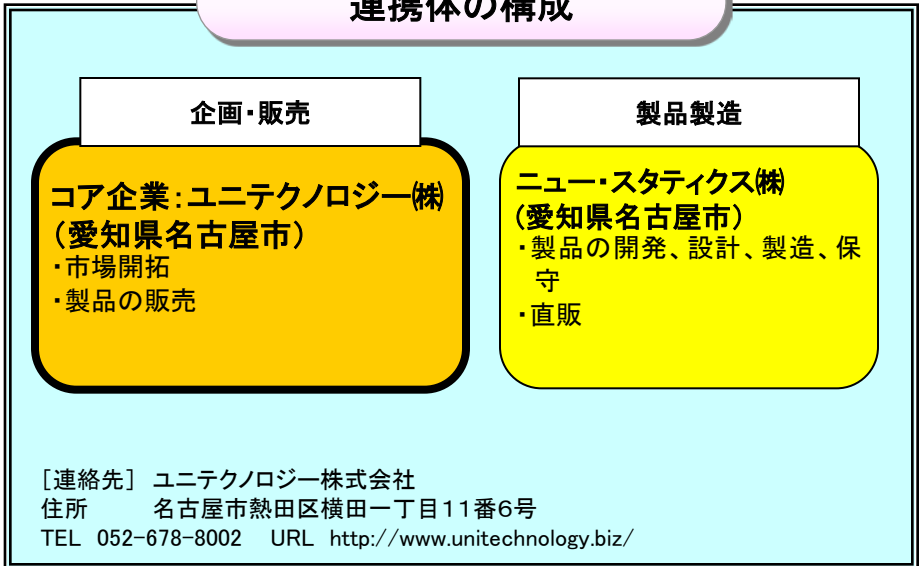 連携体の構成
企画・販売
コア企業：ユニテクノロジー㈱
（愛知県名古屋市）
・市場開拓
・製品の販売
製品製造
ニュー・スタティクス㈱
（愛知県名古屋市）
・製品の開発、設計、製造、保
守
・直販
［連絡先］ ユニテクノロジー株式会社
住所　　　名古屋市熱田区横田一丁目１１番６号
TEL 052-678-8002　URL http://www.unitechnology.biz/